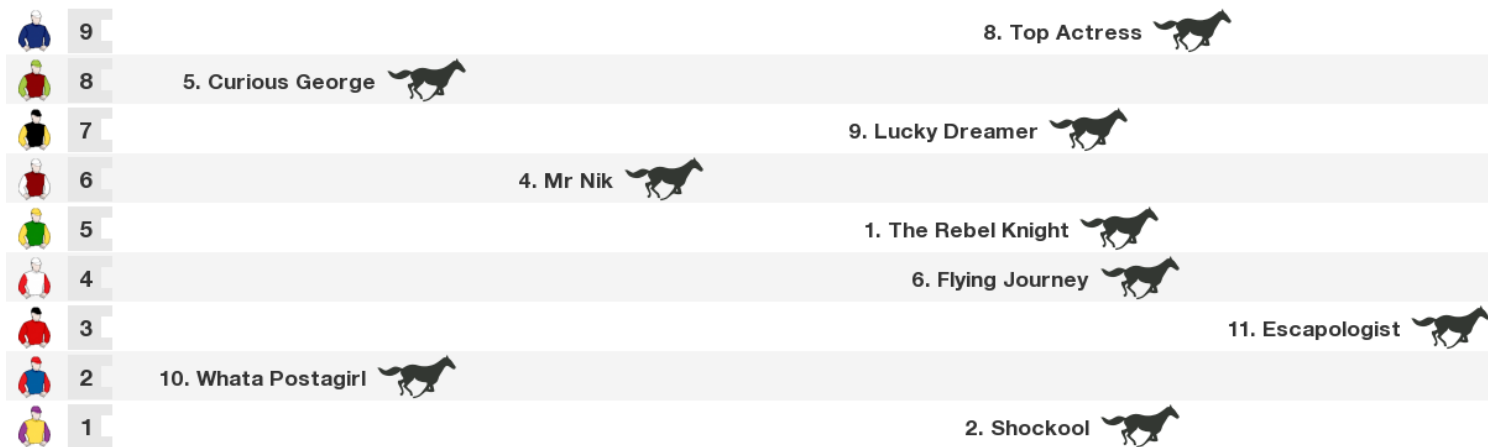 9 8. Top Actress
8 5. Curious George
7 9. Lucky Dreamer
6 4. Mr Nik
5 1. The Rebel Knight
4 6. Flying Journey
3 11. Escapologist
2 10. Whata Postagirl
1 2. Shockool